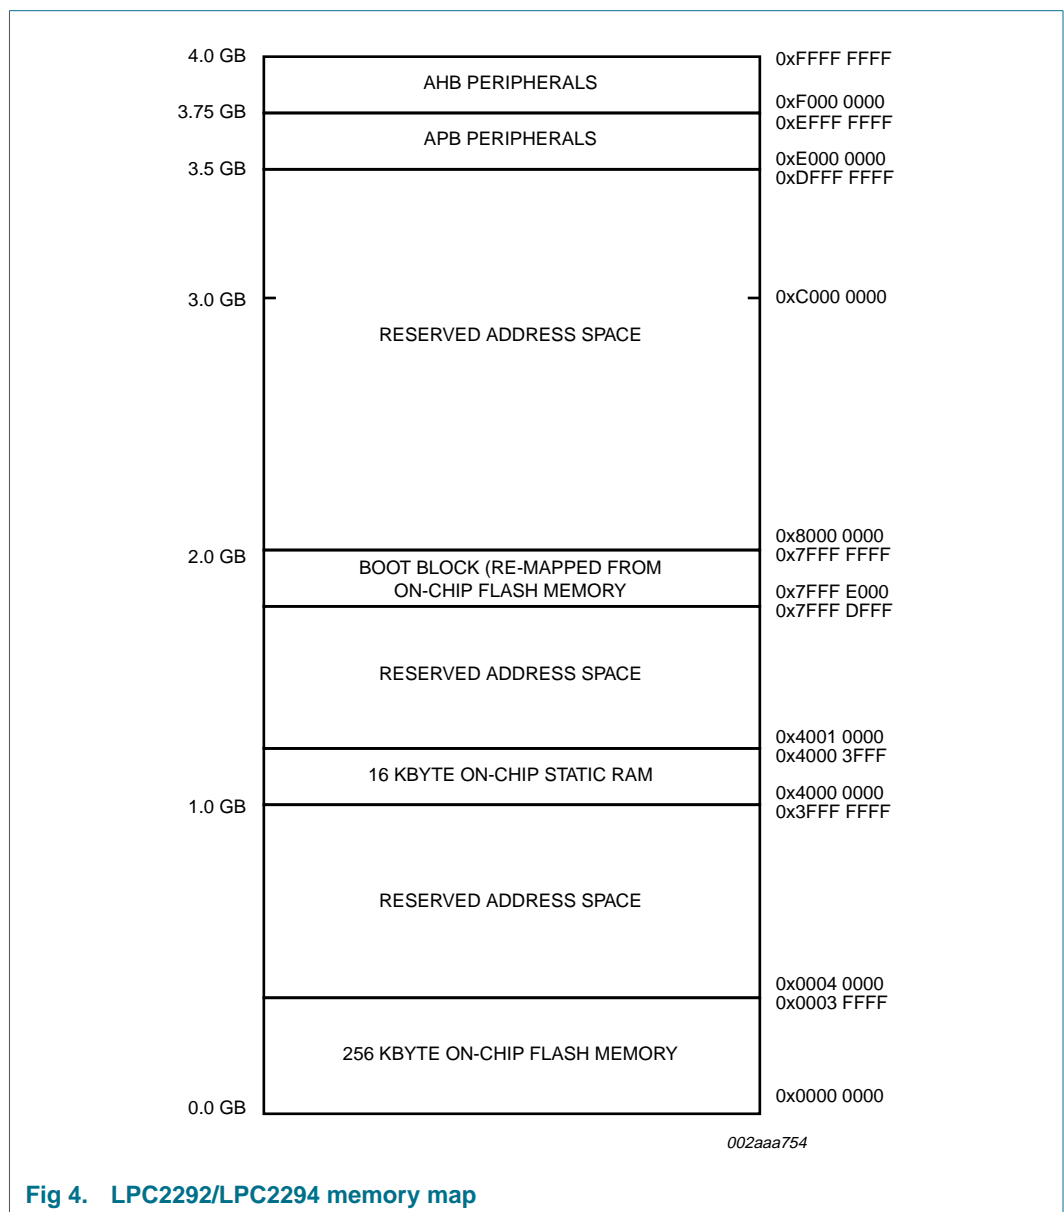 4.0 GB
0xFFFF FFFF
AHB PERIPHERALS
0xF000 0000
3.75 GB
0xEFFF FFFF
APB PERIPHERALS
0xE000 0000
3.5 GB
0xDFFF FFFF
3.0 GB
0xC000 0000
RESERVED ADDRESS SPACE
0x8000 0000
2.0 GB
0x7FFF FFFF
BOOT BLOCK (RE-MAPPED FROM
ON-CHIP FLASH MEMORY
0x7FFF E000
0x7FFF DFFF
RESERVED ADDRESS SPACE
0x4001 0000
0x4000 3FFF
16 KBYTE ON-CHIP STATIC RAM
0x4000 0000
1.0 GB
0x3FFF FFFF
RESERVED ADDRESS SPACE
0x0004 0000
0x0003 FFFF
256 KBYTE ON-CHIP FLASH MEMORY
0x0000 0000
0.0 GB
002aaa754
Fig 4. LPC2292/LPC2294 memory map